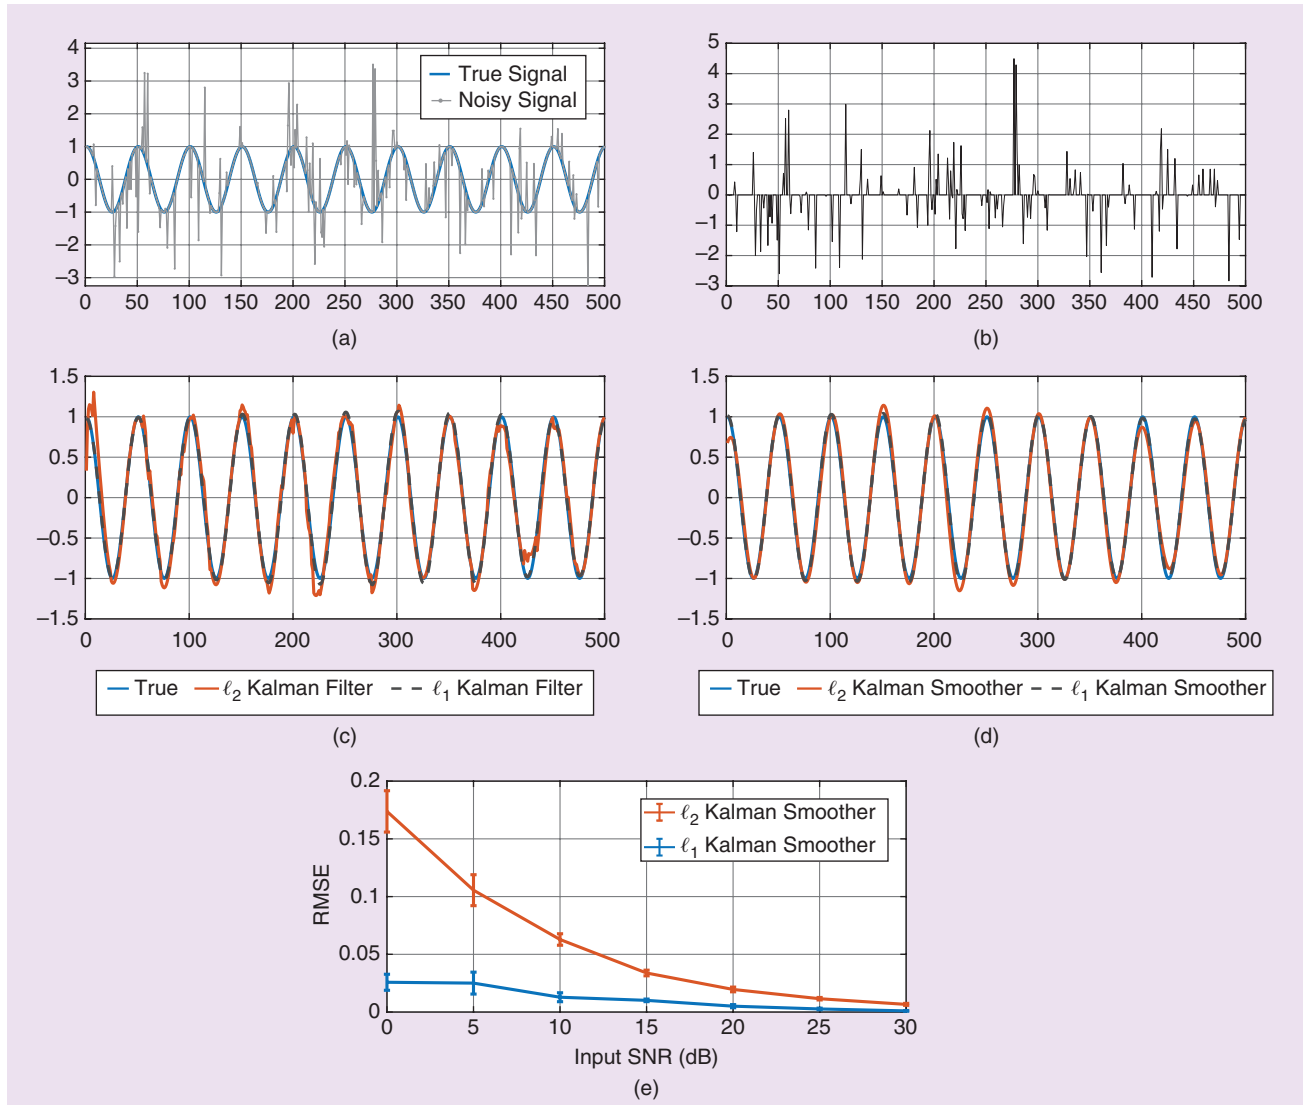 4
3
2
1
0
−1
−2
−3
0 50 100 150 200 250 300 350 400 450 500
True Signal
Noisy Signal
(a)
5
4
3
2
1
0
−1
−2
−3
0 50 100 150 200 250 300 350 400 450 500
(b)
1.5
1
0.5
0
−0.5
−1
−1.5
0 100 200 300 400 500
True ℓ2 Kalman Filter ℓ1 Kalman Filter
(c)
1.5
1
0.5
0
−0.5
−1
−1.5
0 100 200 300 400 500
True ℓ2 Kalman Smoother ℓ1 Kalman Smoother
(d)
0.2
0.15
0.1
0.05
0
RMSE
ℓ2 Kalman Smoother
ℓ1 Kalman Smoother
0 5 10 15 20 25 30
Input SNR (dB)
(e)